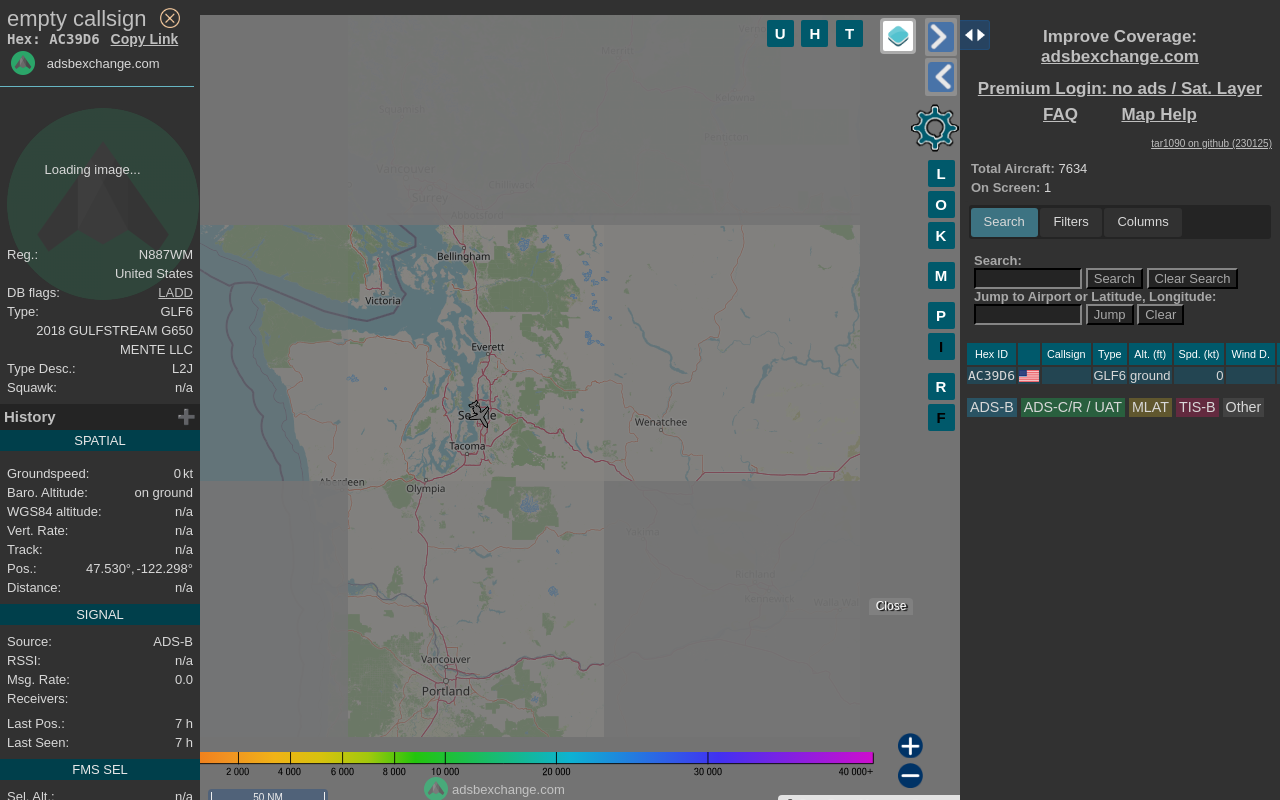 empty callsign
Hex: AC39D6 Copy Link
adsbexchange.com
Loading image...
Reg.: N887WM
United States
DB flags: LADD
Type: GLF6
2018 GULFSTREAM G650
MENTE LLC
Type Desc.: L2J
Squawk: n/a
History
SPATIAL
Groundspeed: 0 kt
Baro. Altitude: on ground
WGS84 altitude: n/a
Vert. Rate: n/a
Track: n/a
Pos.: 47.530°, -122.298°
Distance: n/a
SIGNAL
Source: ADS-B
RSSI: n/a
Msg. Rate: 0.0
Receivers:
Last Pos.: 7 h
Last Seen: 7 h
FMS SEL
Sel. Alt.: n/a
U H T
L
O
K
M
P
I
R
F
Vancouver
Surrey
Bellingham
Victoria
Everett
Wenatchee
Tacoma
Aberdeen
Olympia
Vancouver
Portland
Close
2 000 4 000 6 000 8 000 10 000 20 000 30 000 40 000+
50 NM
adsbexchange.com
Improve Coverage:
adsbexchange.com
Premium Login: no ads / Sat. Layer
FAQ Map Help
tar1090 on github (230125)
Total Aircraft: 7634
On Screen: 1
Search Filters Columns
Search:
Search Clear Search
Jump to Airport or Latitude, Longitude:
Jump Clear
Hex ID Callsign Type Alt. (ft) Spd. (kt) Wind D.
AC39D6 GLF6 ground 0
ADS-B ADS-C/R / UAT MLAT TIS-B Other